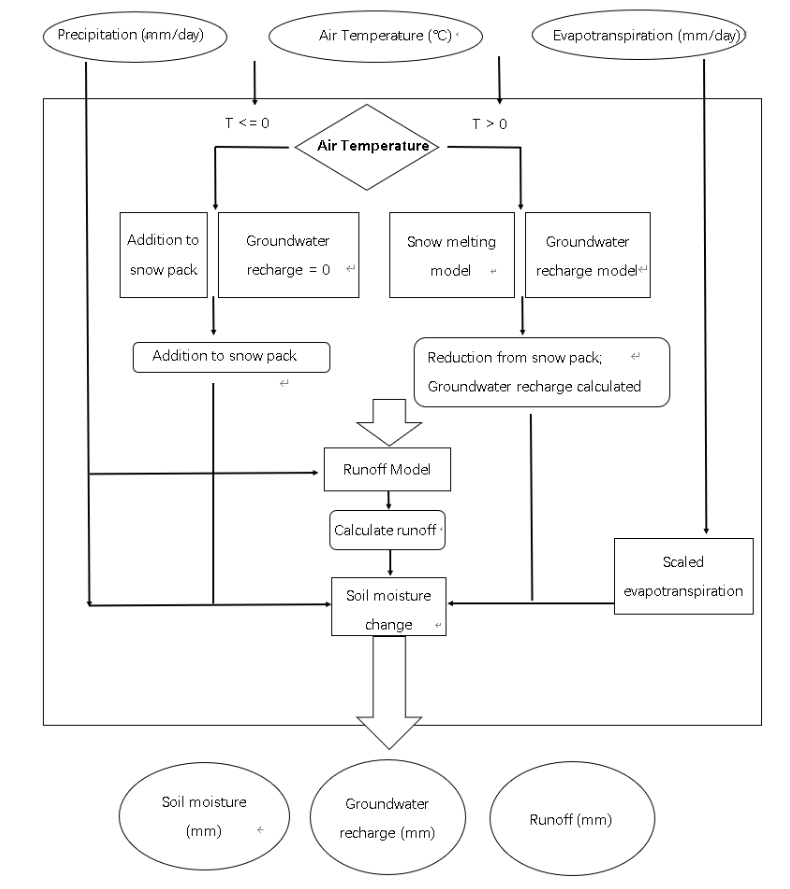 Precipitation (mm/day)
Air Temperature (℃)
Evapotranspiration (mm/day)
T <= 0
T > 0
Air Temperature
Addition to
snow pack
Groundwater
recharge = 0
Snow melting
model
Groundwater
recharge model
Addition to snow pack
Reduction from snow pack;
Groundwater recharge calculated
Runoff Model
Calculate runoff
Scaled
evapotranspiration
Soil moisture
change
Soil moisture
(mm)
Groundwater
recharge (mm)
Runoff (mm)